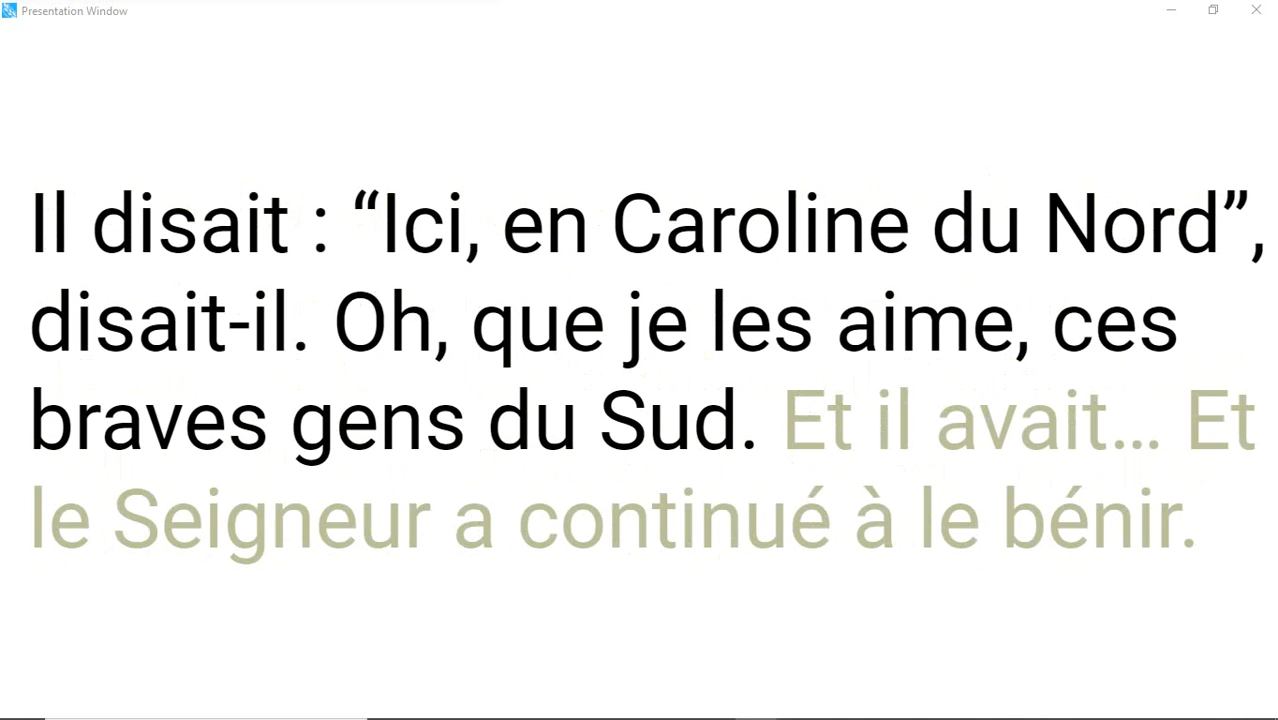 Presentation Window
Il disait : “Ici, en Caroline du Nord”,
disait-il. Oh, que je les aime, ces
braves gens du Sud. Et il avait… Et
le Seigneur a continué à le bénir.